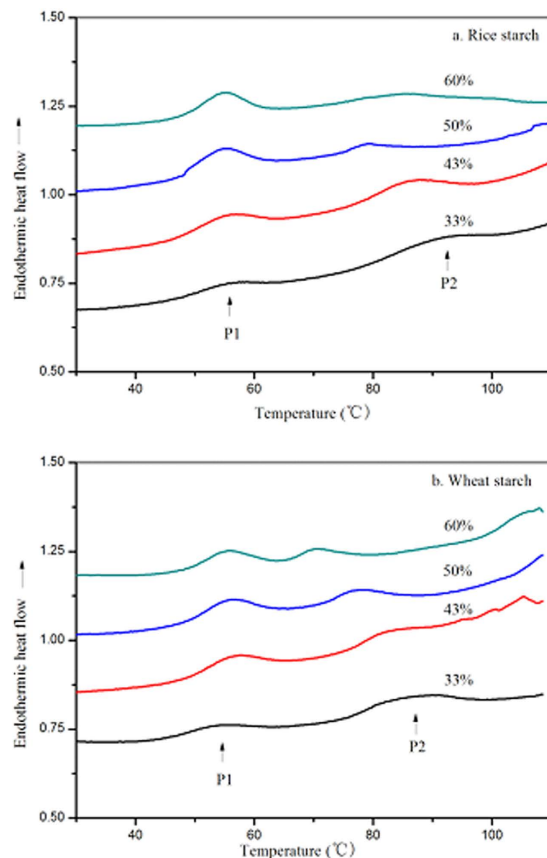 1.50
a. Rice starch
60%
1.25
50%
43%
1.00
33%
0.75
P2
P1
0.50
40
60
80
100
Temperature (℃)
Endothermic heat flow
1.50
b. Wheat starch
60%
1.25
50%
43%
1.00
33%
0.75
P1
P2
0.50
40
60
80
100
Temperature (℃)
Endothermic heat flow